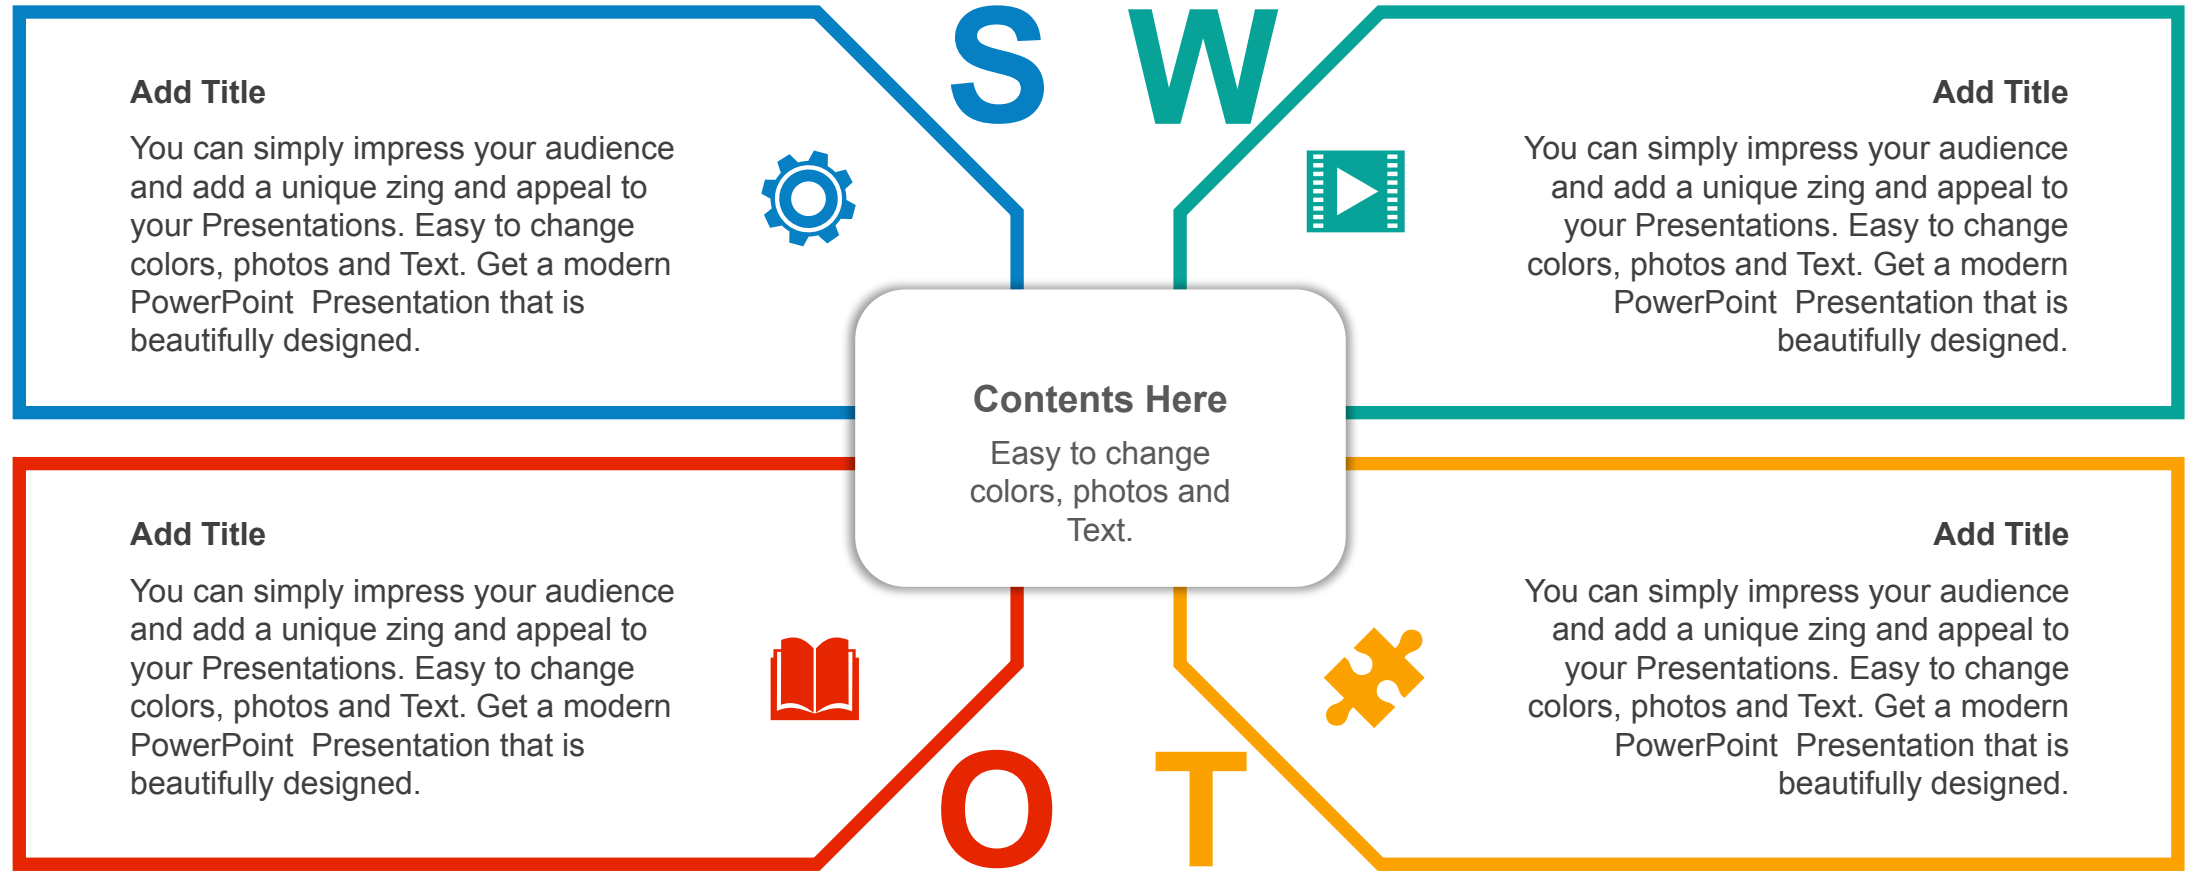 S W
Add Title
You can simply impress your audience
and add a unique zing and appeal to
your Presentations. Easy to change
colors, photos and Text. Get a modern
PowerPoint  Presentation that is
beautifully designed.
Add Title
You can simply impress your audience
and add a unique zing and appeal to
your Presentations. Easy to change
colors, photos and Text. Get a modern
PowerPoint  Presentation that is
beautifully designed.
Contents Here
Easy to change
colors, photos and
Text.
Add Title
You can simply impress your audience
and add a unique zing and appeal to
your Presentations. Easy to change
colors, photos and Text. Get a modern
PowerPoint  Presentation that is
beautifully designed.
Add Title
You can simply impress your audience
and add a unique zing and appeal to
your Presentations. Easy to change
colors, photos and Text. Get a modern
PowerPoint  Presentation that is
beautifully designed.
O T